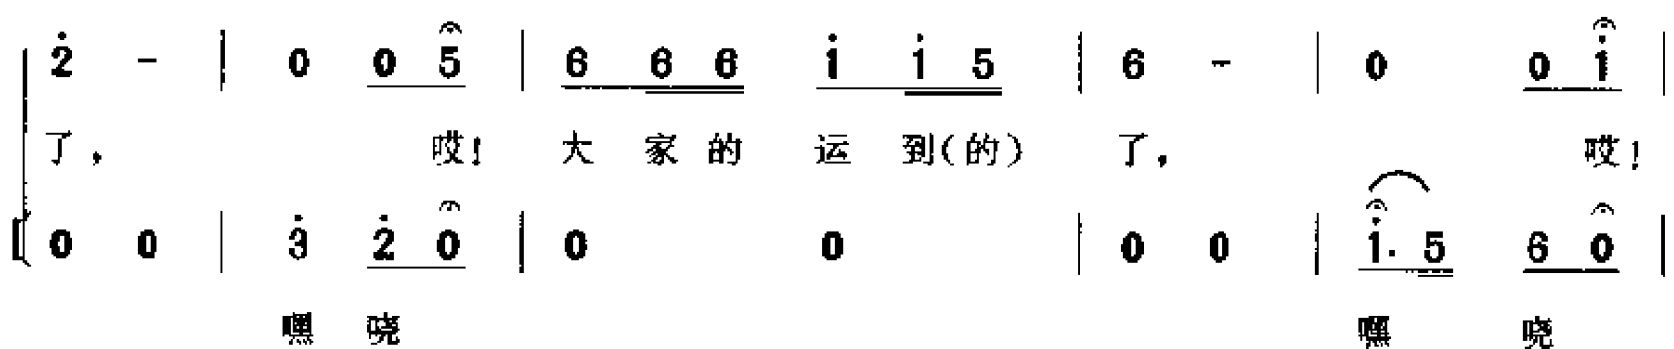 2̇ - | 0 0 5 | 6 6 6 1̇ 1̇ 5 | 6 - | 0 0 1̇ |
了， 哎！ 大 家 的 运 到（的） 了， 哎！
0 0 | 3̇ 2̇ 0 | 0 0 | 0 0 | 1̇· 5 6 0 |
嘿 哓 嘿 哓